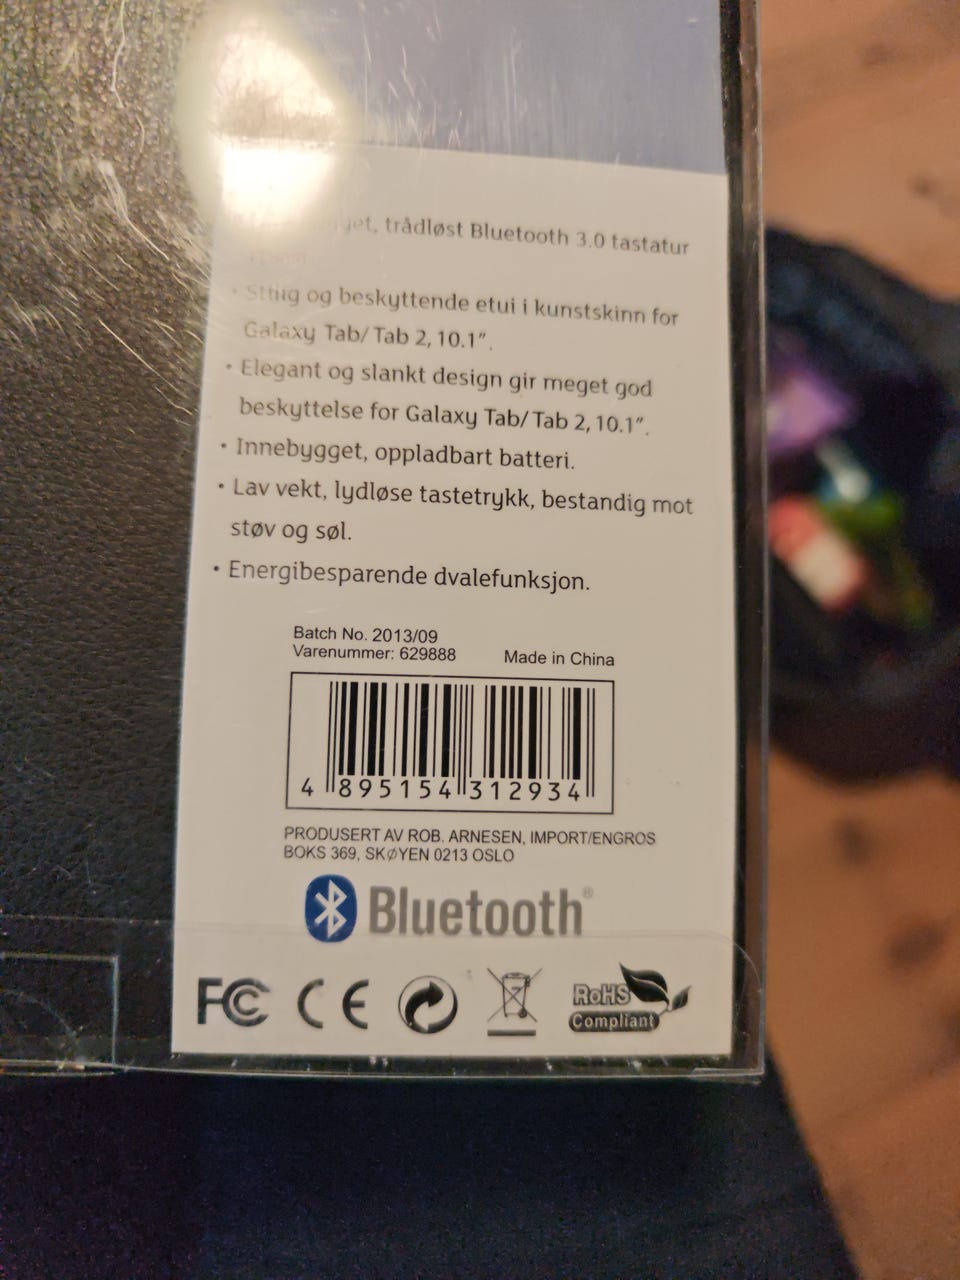 trådløst Bluetooth 3.0 tastatur
• Stilig og beskyttende etui i kunstskinn for
Galaxy Tab/ Tab 2, 10.1”.
• Elegant og slankt design gir meget god
beskyttelse for Galaxy Tab/ Tab 2, 10.1”.
• Innebygget, oppladbart batteri.
• Lav vekt, lydløse tastetrykk, bestandig mot
støv og søl.
• Energibesparende dvalefunksjon.
Batch No. 2013/09
Varenummer: 629888 Made in China
4 895154 312934
PRODUSERT AV ROB. ARNESEN, IMPORT/ENGROS
BOKS 369, SKØYEN 0213 OSLO
Bluetooth®
FC CE RoHS
Compliant